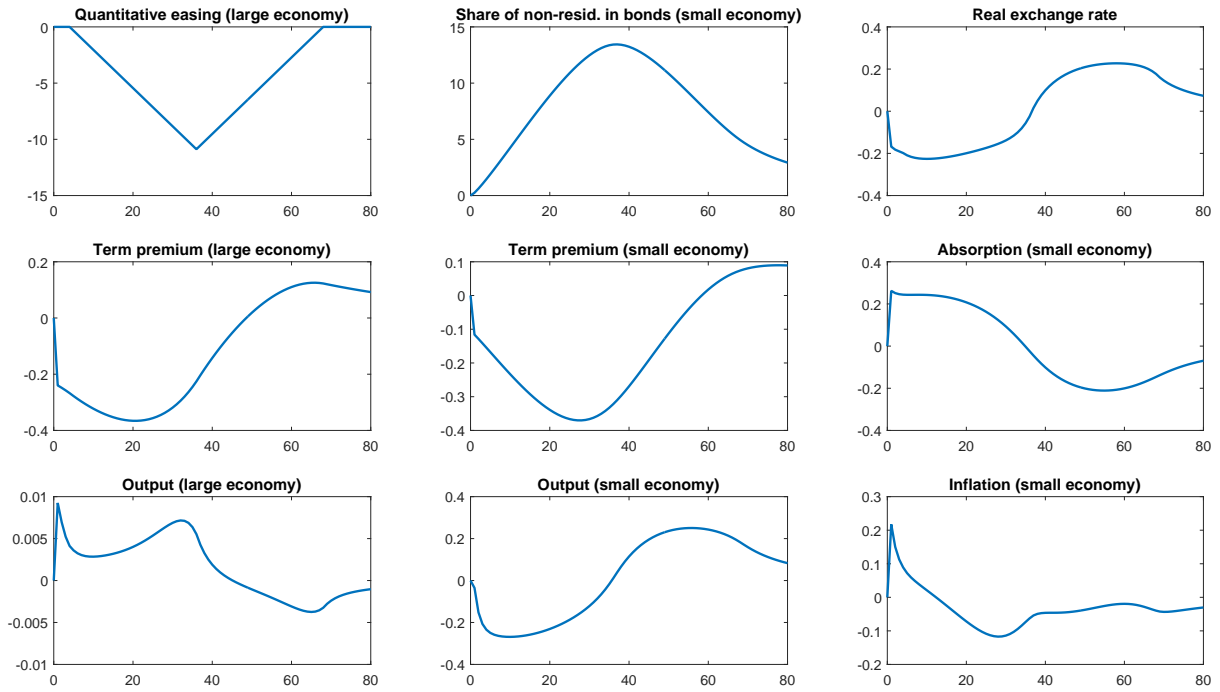 Quantitative easing (large economy)
0
-5
-10
-15
0 20 40 60 80
Share of non-resid. in bonds (small economy)
15
10
5
0
0 20 40 60 80
Real exchange rate
0.4
0.2
0
-0.2
-0.4
0 20 40 60 80
Term premium (large economy)
0.2
0
-0.2
-0.4
0 20 40 60 80
Term premium (small economy)
0.1
0
-0.1
-0.2
-0.3
-0.4
0 20 40 60 80
Absorption (small economy)
0.4
0.2
0
-0.2
-0.4
0 20 40 60 80
Output (large economy)
0.01
0.005
0
-0.005
-0.01
0 20 40 60 80
Output (small economy)
0.4
0.2
0
-0.2
-0.4
0 20 40 60 80
Inflation (small economy)
0.3
0.2
0.1
0
-0.1
-0.2
0 20 40 60 80